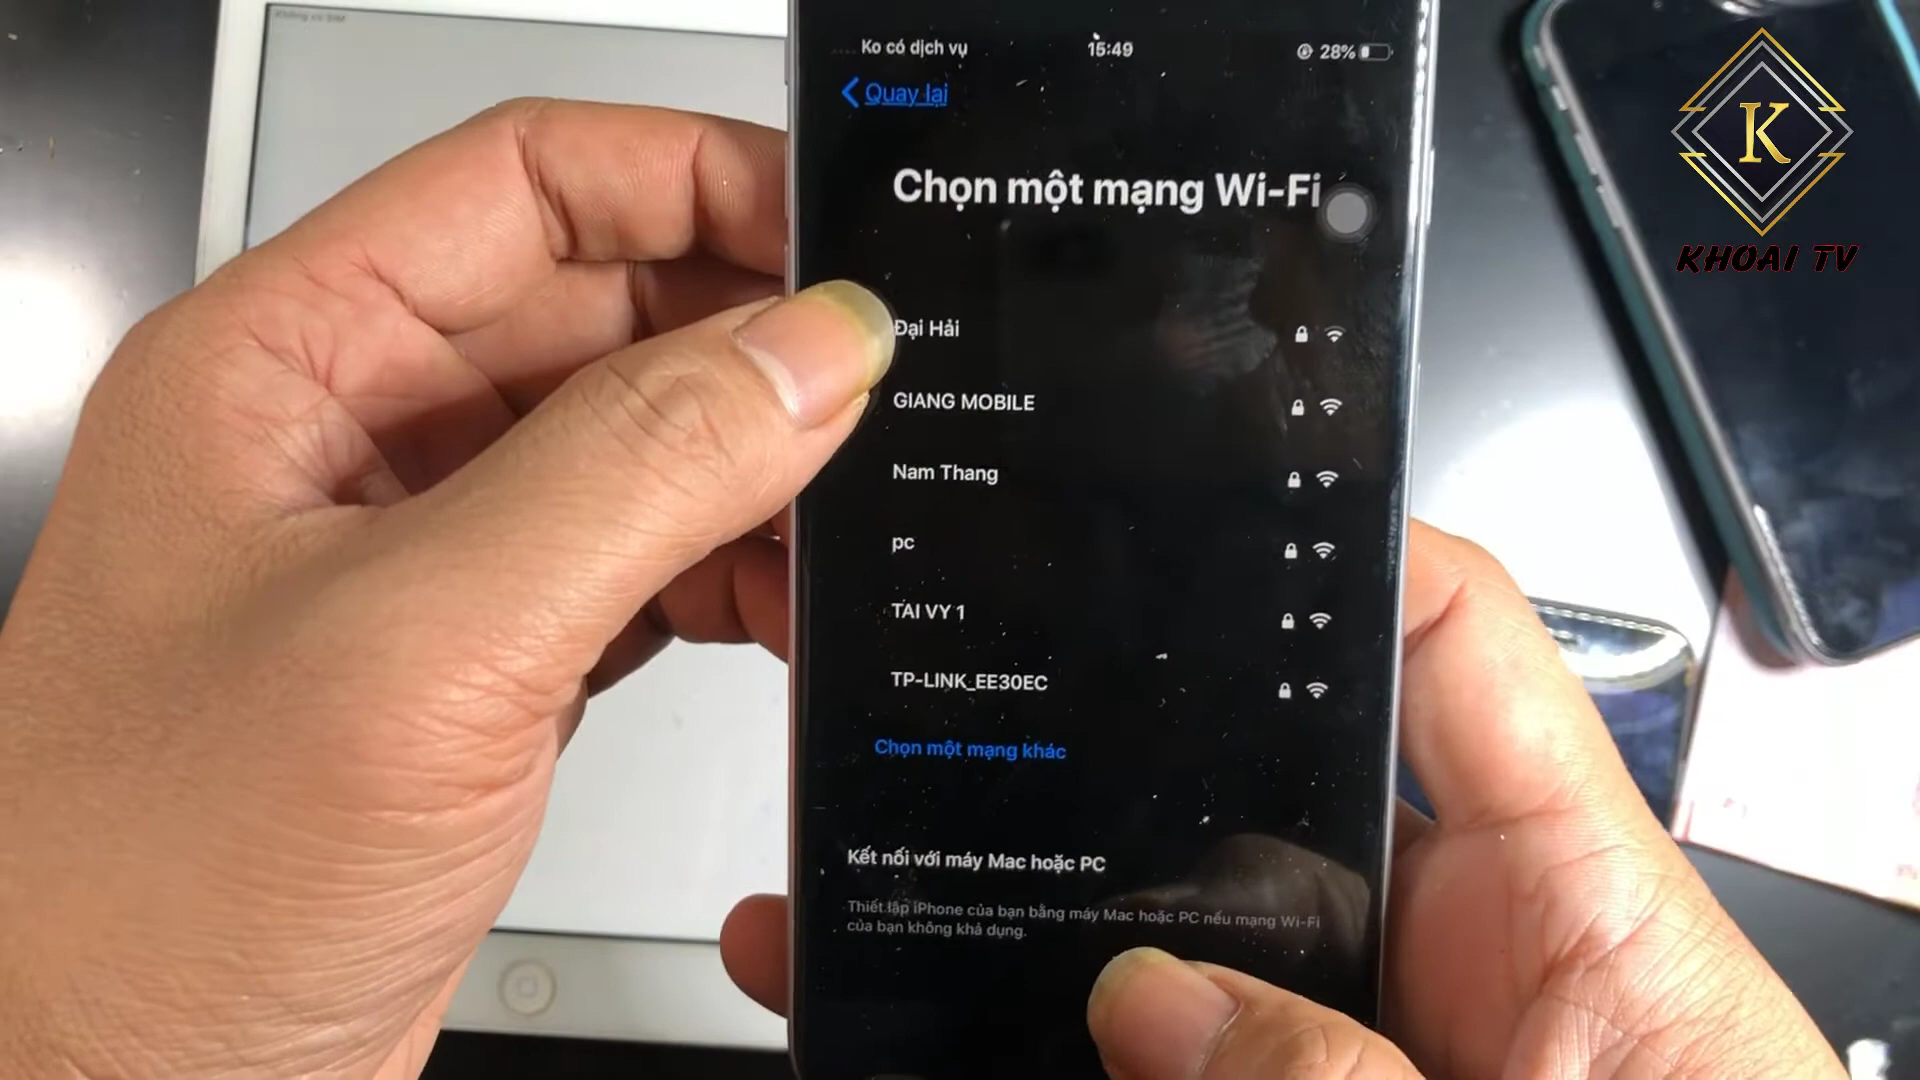 Không có SIM
Ko có dịch vụ
15:49
28%
Quay lại
Chọn một mạng Wi-Fi
Đại Hải
GIANG MOBILE
Nam Thang
pc
TAI VY 1
TP-LINK_EE30EC
Chọn một mạng khác
Kết nối với máy Mac hoặc PC
Thiết lập iPhone của bạn bằng máy Mac hoặc PC nếu mạng Wi-Fi
của bạn không khả dụng.
K
KHOAI TV